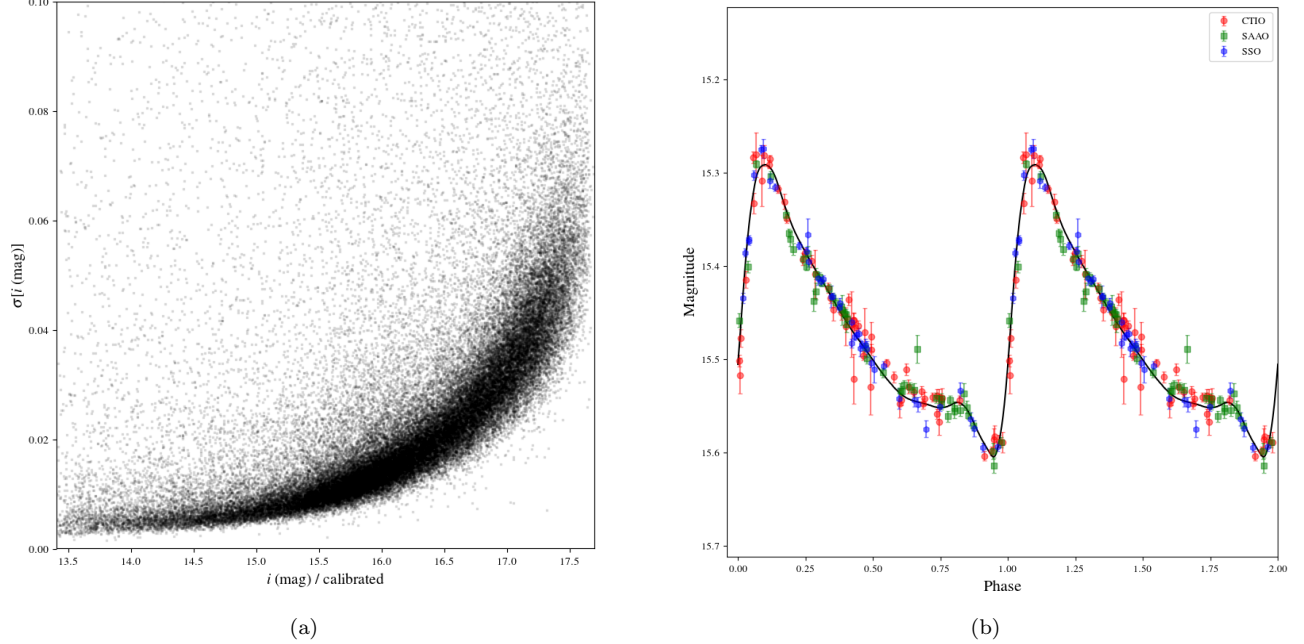 0.10
0.08
0.06
0.04
0.02
0.00
σ[i (mag)]
13.5 14.0 14.5 15.0 15.5 16.0 16.5 17.0 17.5
i (mag) / calibrated
(a)
CTIO
SAAO
SSO
15.2
15.3
15.4
15.5
15.6
15.7
Magnitude
0.00 0.25 0.50 0.75 1.00 1.25 1.50 1.75 2.00
Phase
(b)